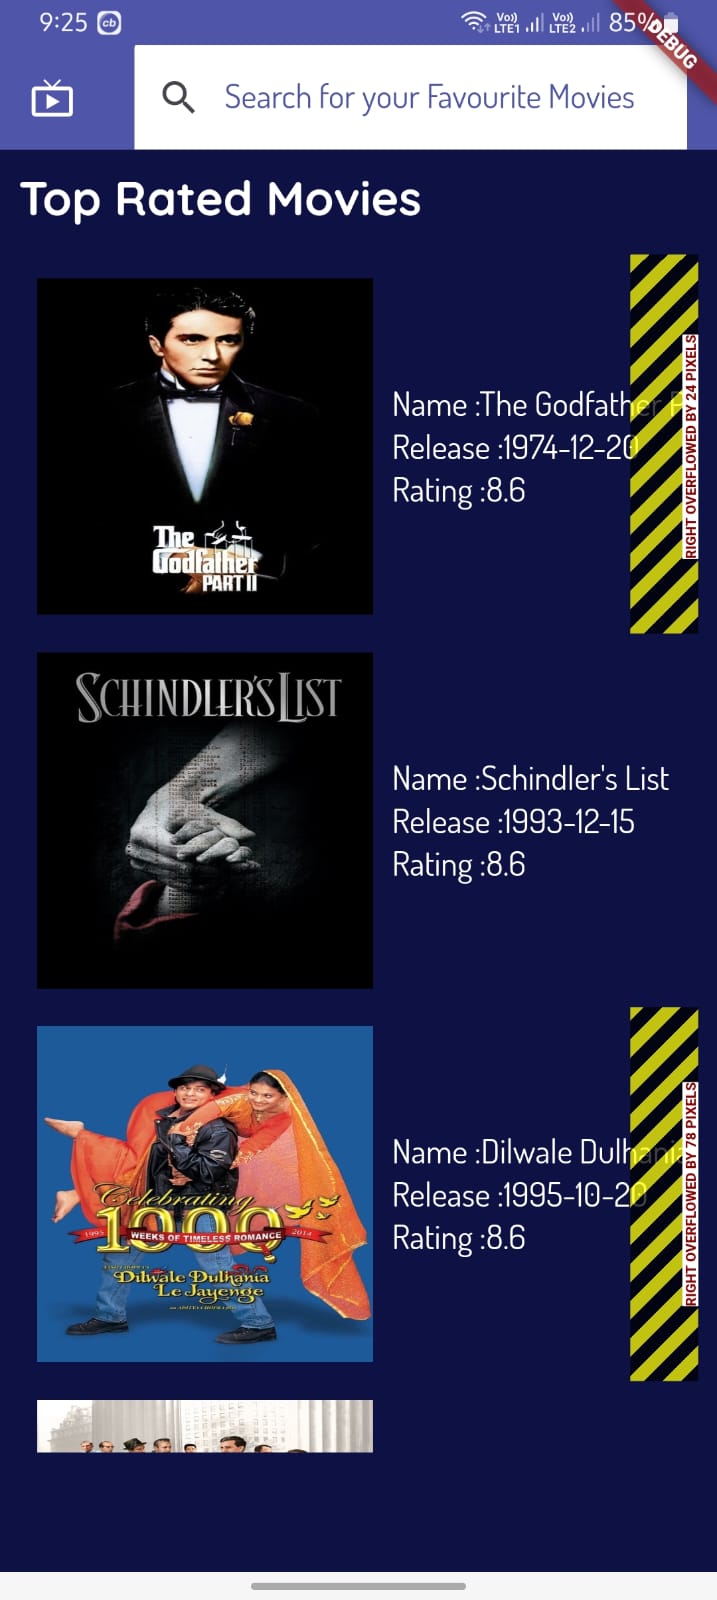 9:25 cb Vo)) LTE1 Vo)) LTE2 85%
DEBUG
Search for your Favourite Movies
Top Rated Movies
The
Godfather
PART II
Name :The Godfather P
Release :1974-12-20
Rating :8.6
RIGHT OVERFLOWED BY 24 PIXELS
SCHINDLER'S LIST
Name :Schindler's List
Release :1993-12-15
Rating :8.6
Celebrating
1000
1995 WEEKS OF TIMELESS ROMANCE 2014
Dilwale Dulhania
Le Jayenge
Name :Dilwale Dulhania
Release :1995-10-20
Rating :8.6
RIGHT OVERFLOWED BY 78 PIXELS